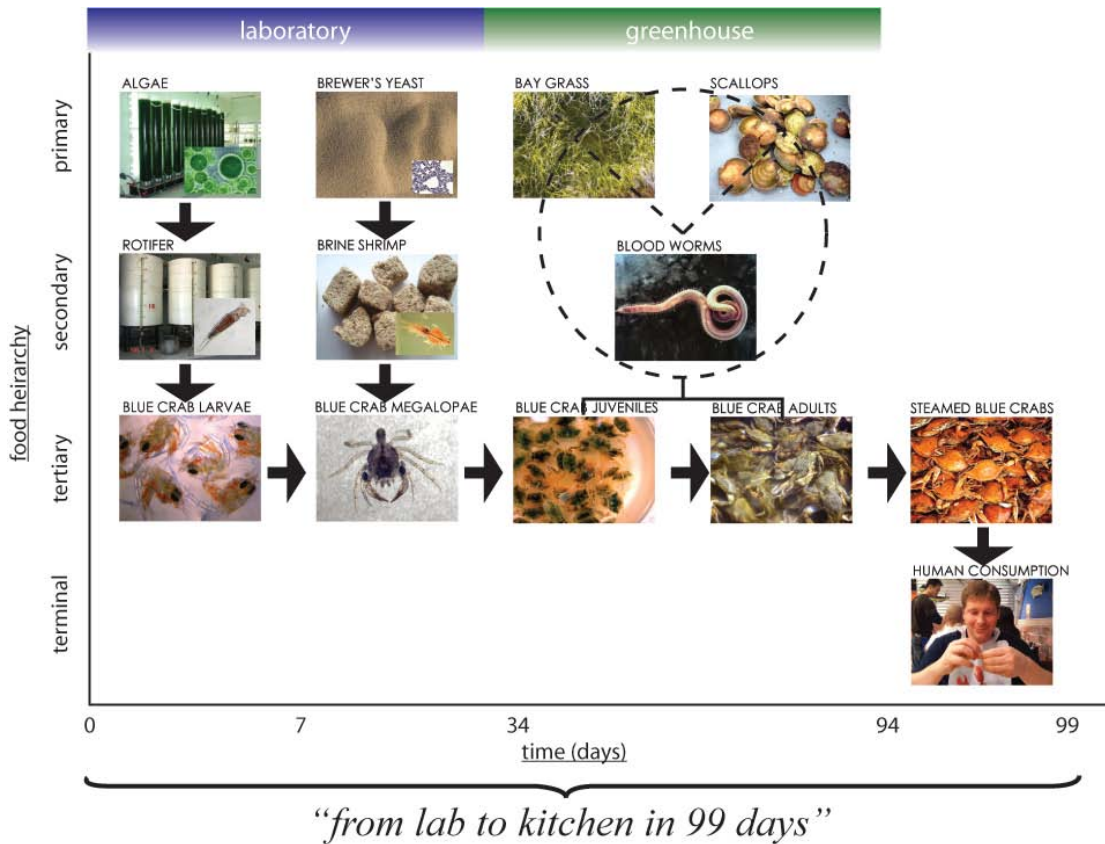 laboratory
greenhouse
ALGAE
BREWER'S YEAST
BAY GRASS
SCALLOPS
primary
ROTIFER
BRINE SHRIMP
BLOOD WORMS
secondary
food heirarchy
BLUE CRAB LARVAE
BLUE CRAB MEGALOPAE
BLUE CRAB JUVENILES
BLUE CRAB ADULTS
STEAMED BLUE CRABS
tertiary
HUMAN CONSUMPTION
terminal
0
7
34
94
99
time (days)
“from lab to kitchen in 99 days”